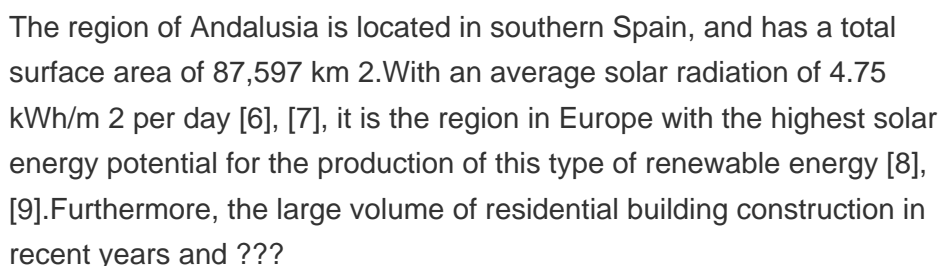 The region of Andalusia is located in southern Spain, and has a total
surface area of 87,597 km 2.With an average solar radiation of 4.75
kWh/m 2 per day [6], [7], it is the region in Europe with the highest solar
energy potential for the production of this type of renewable energy [8],
[9].Furthermore, the large volume of residential building construction in
recent years and ???